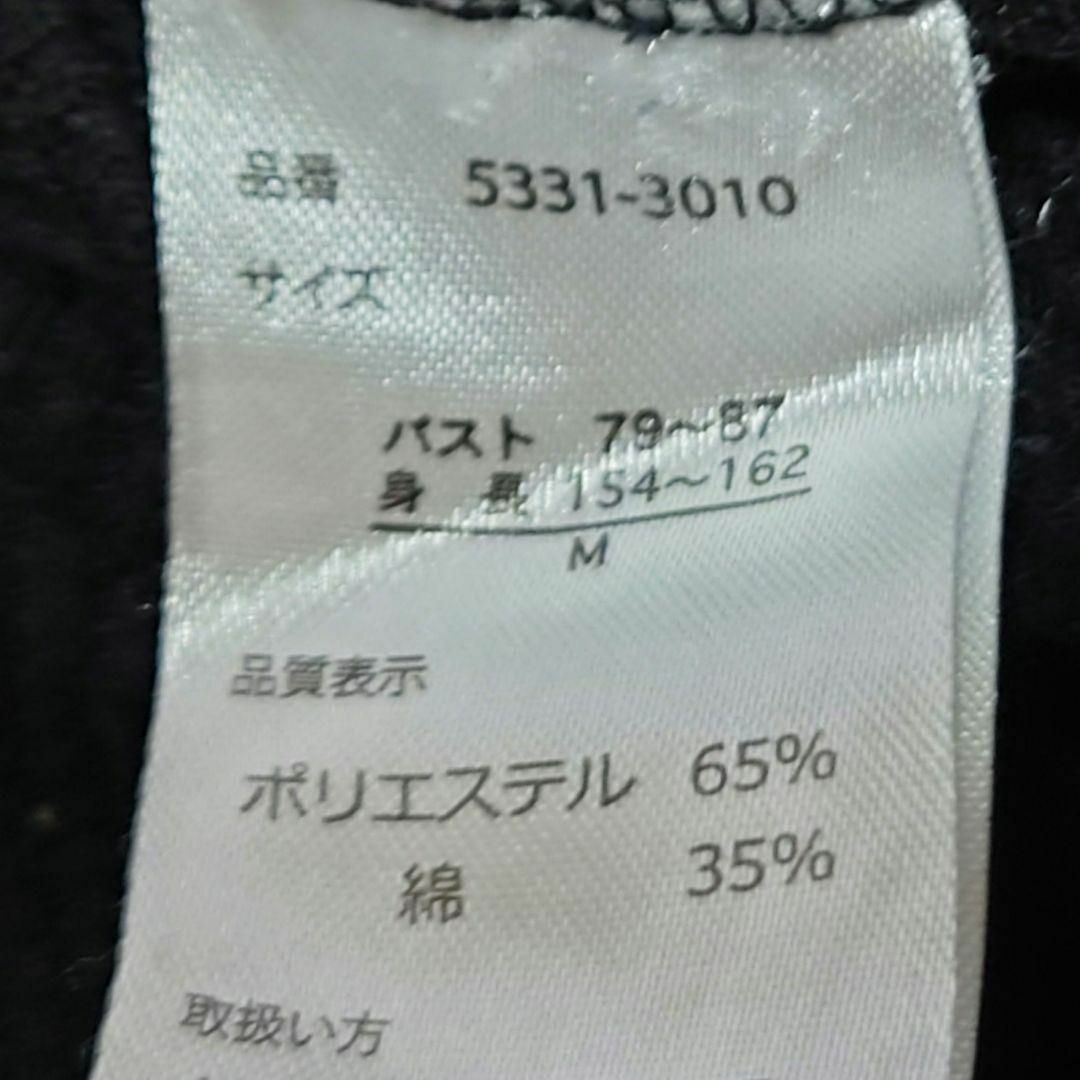 品番 5331-3010
サイズ
バスト 79～87
身長 154～162
M
品質表示
ポリエステル 65%
綿 35%
取扱い方